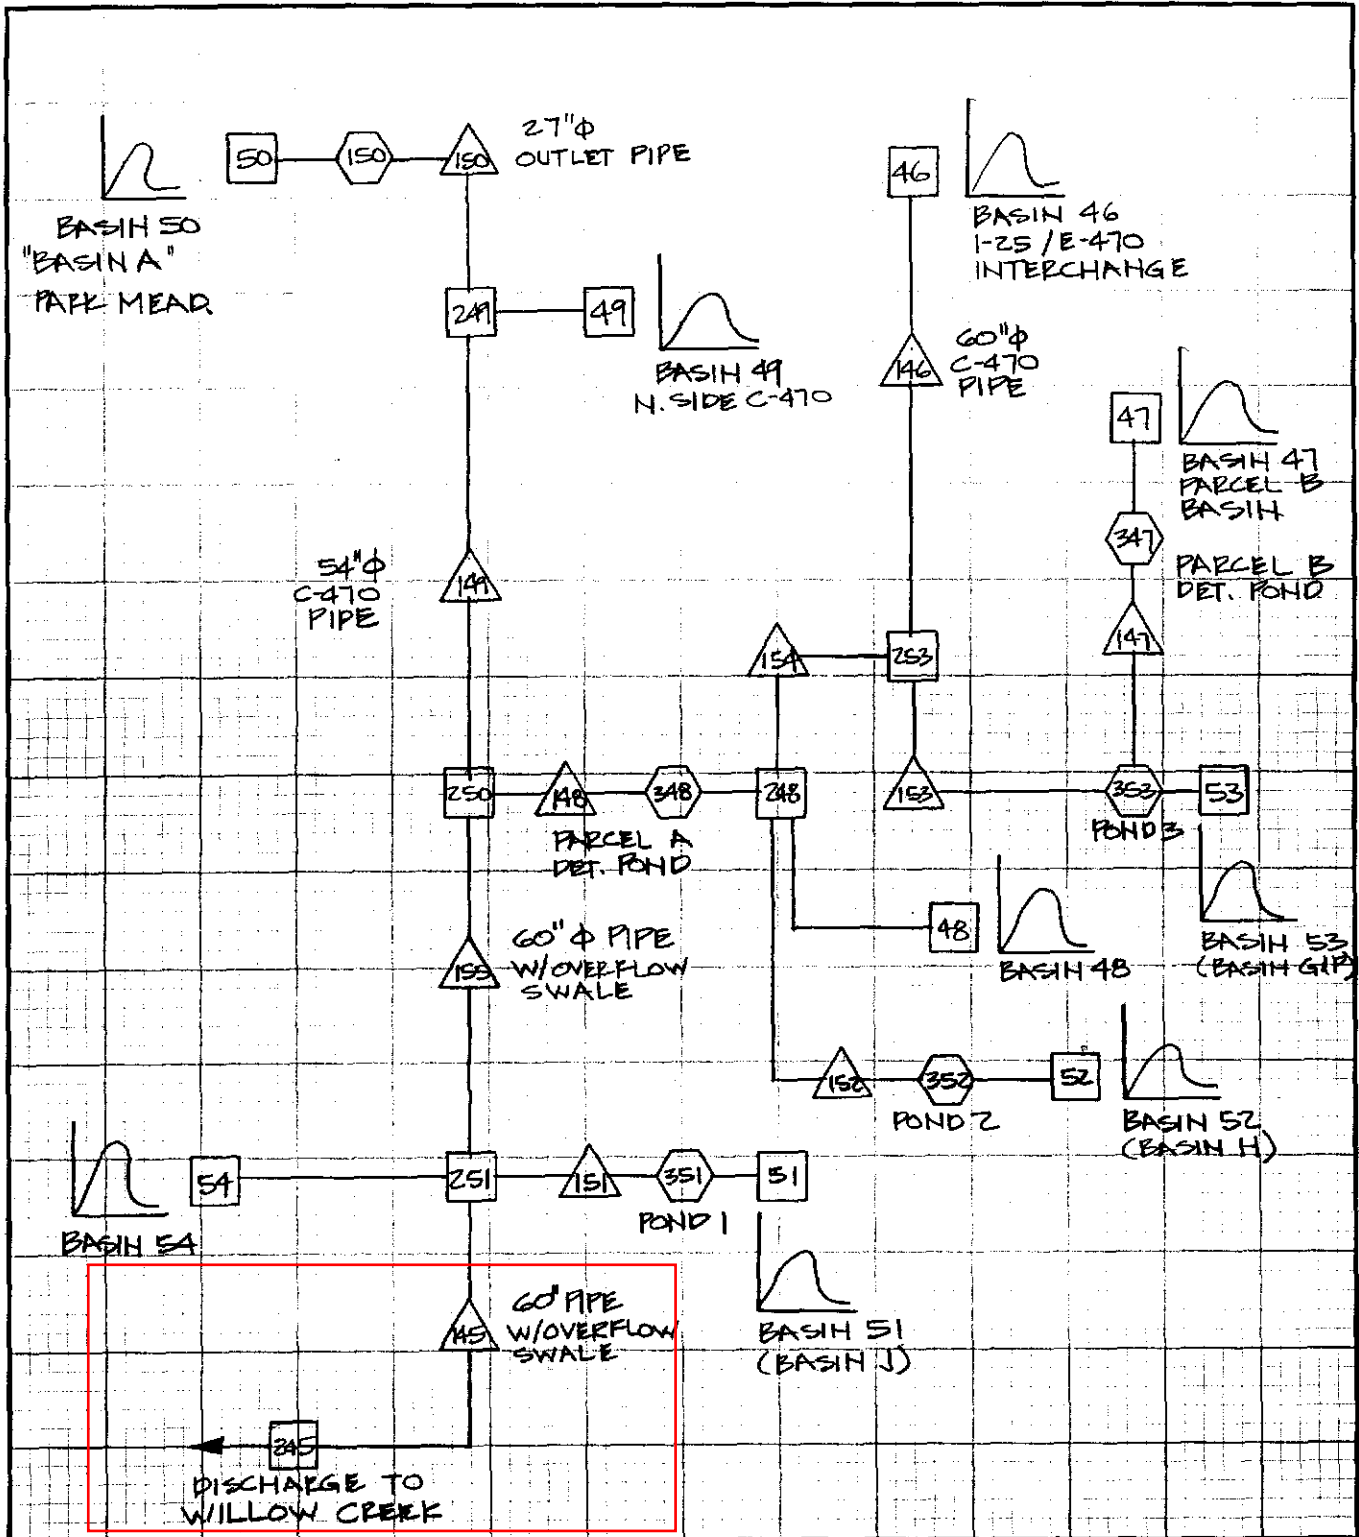 50
150
150
27"φ
OUTLET PIPE
BASIN 50
"BASIN A"
PARK MEAD.
46
BASIN 46
I-25 / E-470
INTERCHANGE
249
49
BASIN 49
N. SIDE C-470
146
60"φ
C-470
PIPE
47
BASIN 47
PARCEL B
BASIN
347
PARCEL B
DET. POND
147
54"φ
C-470
PIPE
149
154
253
250
148
348
248
153
353
53
PARCEL A
DET. POND
POND 3
48
BASIN 48
BASIN 53
(BASIN G1P)
155
60"φ PIPE
W/OVERFLOW
SWALE
152
352
52
POND 2
BASIN 52
(BASIN H)
54
251
151
351
51
POND 1
BASIN 54
145
60" PIPE
W/OVERFLOW
SWALE
BASIN 51
(BASIN J)
245
DISCHARGE TO
WILLOW CREEK